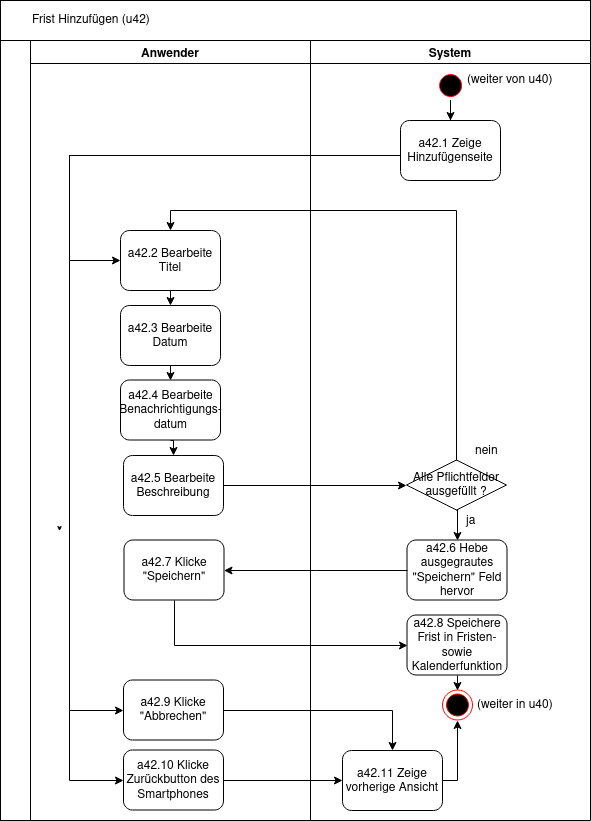 Frist Hinzufügen (u42)
Anwender
System
(weiter von u40)
a42.1 Zeige
Hinzufügenseite
a42.2 Bearbeite
Titel
a42.3 Bearbeite
Datum
a42.4 Bearbeite
Benachrichtigungs-
datum
a42.5 Bearbeite
Beschreibung
nein
Alle Pflichtfelder
ausgefüllt ?
ja
a42.6 Hebe
ausgegrautes
"Speichern" Feld
hervor
a42.7 Klicke
"Speichern"
a42.8 Speichere
Frist in Fristen-
sowie
Kalenderfunktion
(weiter in u40)
a42.9 Klicke
"Abbrechen"
a42.10 Klicke
Zurückbutton des
Smartphones
a42.11 Zeige
vorherige Ansicht